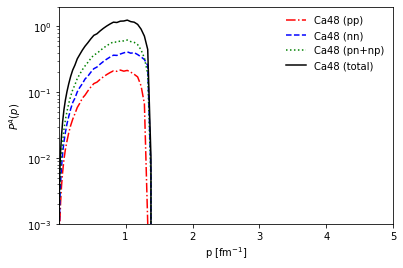 Ca48 (pp)
Ca48 (nn)
Ca48 (pn+np)
Ca48 (total)
10⁰
10⁻¹
10⁻²
10⁻³
P^A(p)
1
2
3
4
5
p [fm⁻¹]